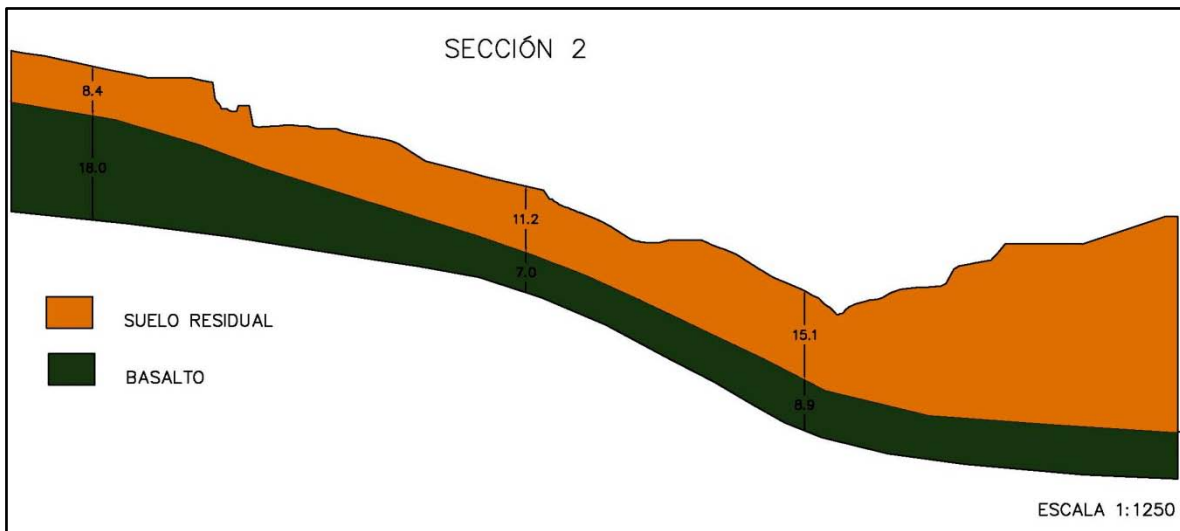 SECCIÓN 2
8.4
18.0
11.2
7.0
15.1
8.9
SUELO RESIDUAL
BASALTO
ESCALA 1:1250